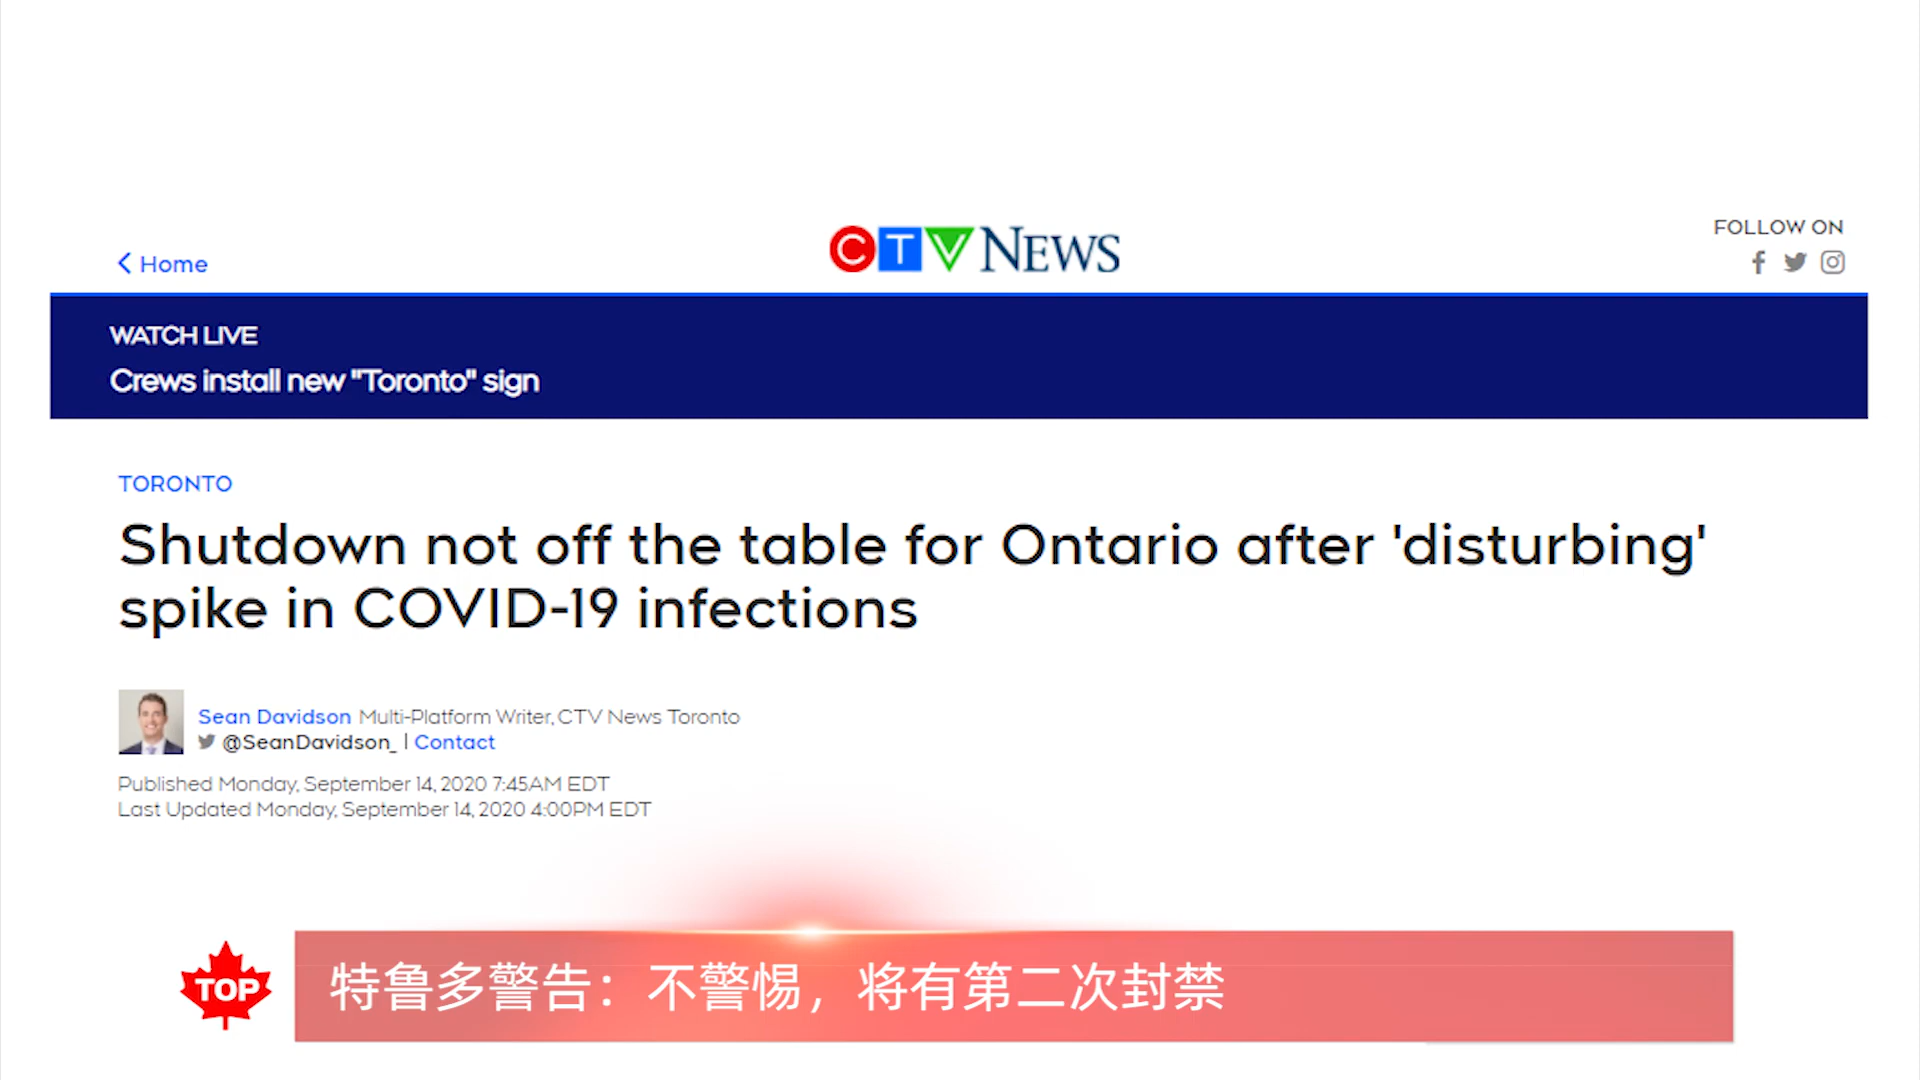 FOLLOW ON
Home
CTV NEWS
WATCH LIVE
Crews install new "Toronto" sign
TORONTO
Shutdown not off the table for Ontario after 'disturbing'
spike in COVID-19 infections
Sean Davidson Multi-Platform Writer, CTV News Toronto
@SeanDavidson_ | Contact
Published Monday, September 14, 2020 7:45AM EDT
Last Updated Monday, September 14, 2020 4:00PM EDT
TOP
特鲁多警告：不警惕，将有第二次封禁